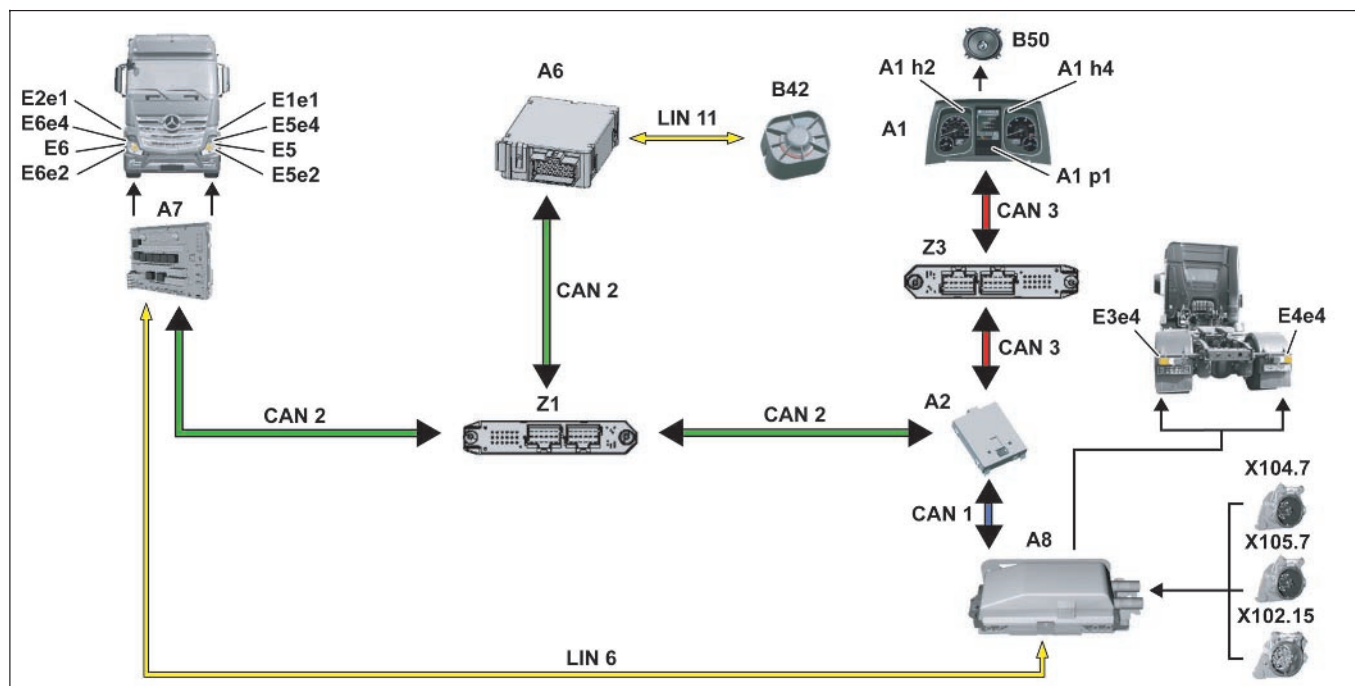 B50
A6
A1 h2
A1 h4
E2e1
E1e1
B42
E6e4
E5e4
LIN 11
A1
E6
E5
E6e2
E5e2
A1 p1
A7
CAN 3
Z3
CAN 2
E3e4
E4e4
CAN 3
Z1
A2
CAN 2
CAN 2
X104.7
CAN 1
A8
X105.7
X102.15
LIN 6